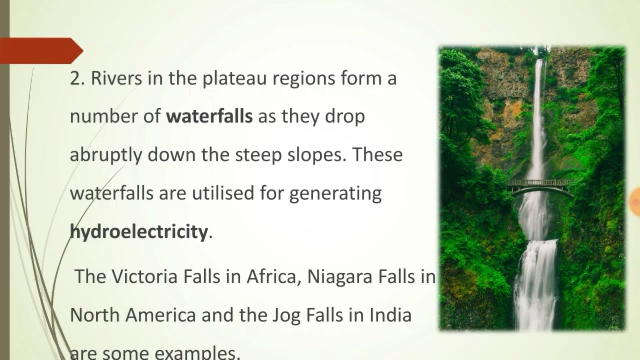 2. Rivers in the plateau regions form a
number of waterfalls as they drop
abruptly down the steep slopes. These
waterfalls are utilised for generating
hydroelectricity.
The Victoria Falls in Africa, Niagara Falls in
North America and the Jog Falls in India
are some examples.